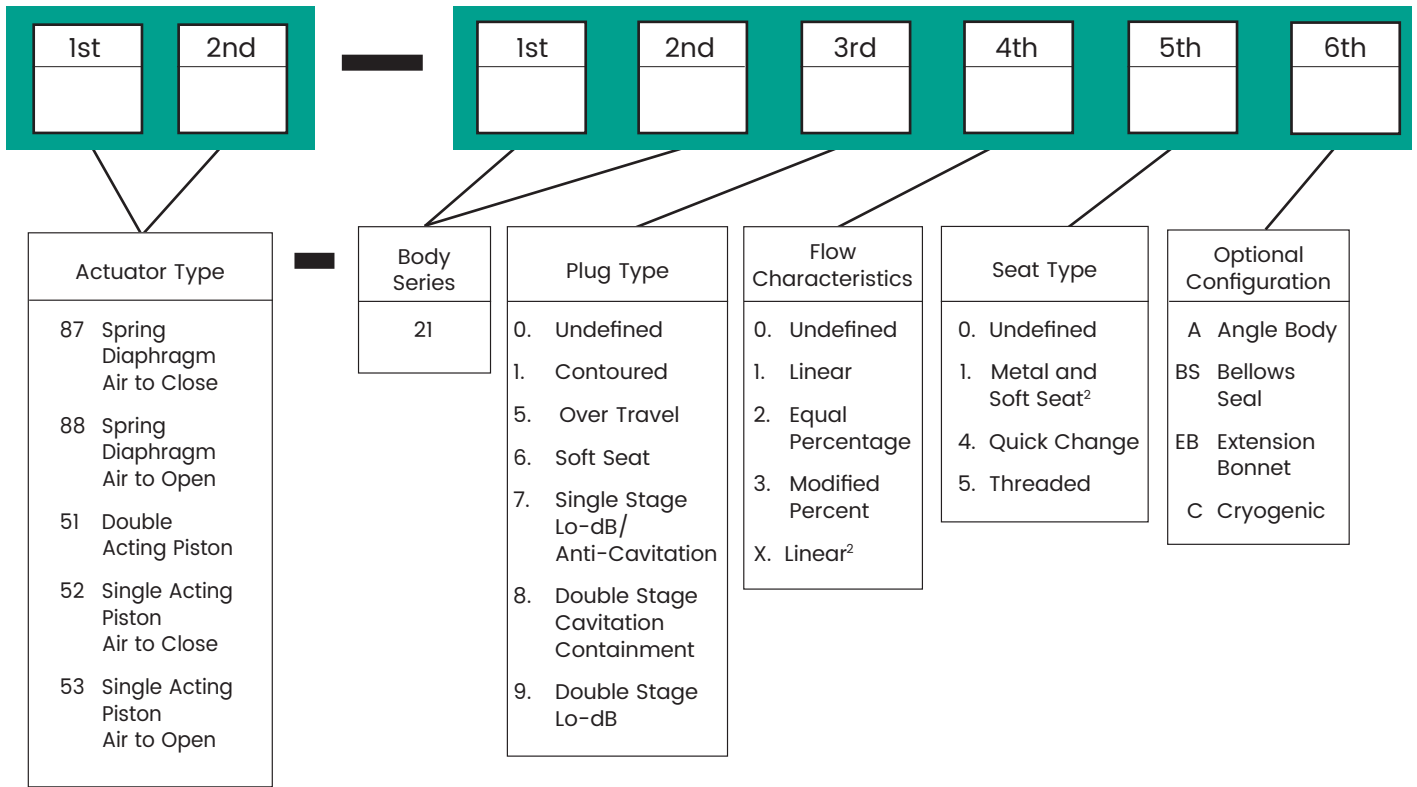 1st
2nd
1st
2nd
3rd
4th
5th
6th
Actuator Type
87 Spring
Diaphragm
Air to Close
88 Spring
Diaphragm
Air to Open
51 Double
Acting Piston
52 Single Acting
Piston
Air to Close
53 Single Acting
Piston
Air to Open
Body
Series
21
Plug Type
0. Undefined
1. Contoured
5. Over Travel
6. Soft Seat
7. Single Stage
Lo-dB/
Anti-Cavitation
8. Double Stage
Cavitation
Containment
9. Double Stage
Lo-dB
Flow
Characteristics
0. Undefined
1. Linear
2. Equal
Percentage
3. Modified
Percent
X. Linear²
Seat Type
0. Undefined
1. Metal and
Soft Seat²
4. Quick Change
5. Threaded
Optional
Configuration
A Angle Body
BS Bellows
Seal
EB Extension
Bonnet
C Cryogenic